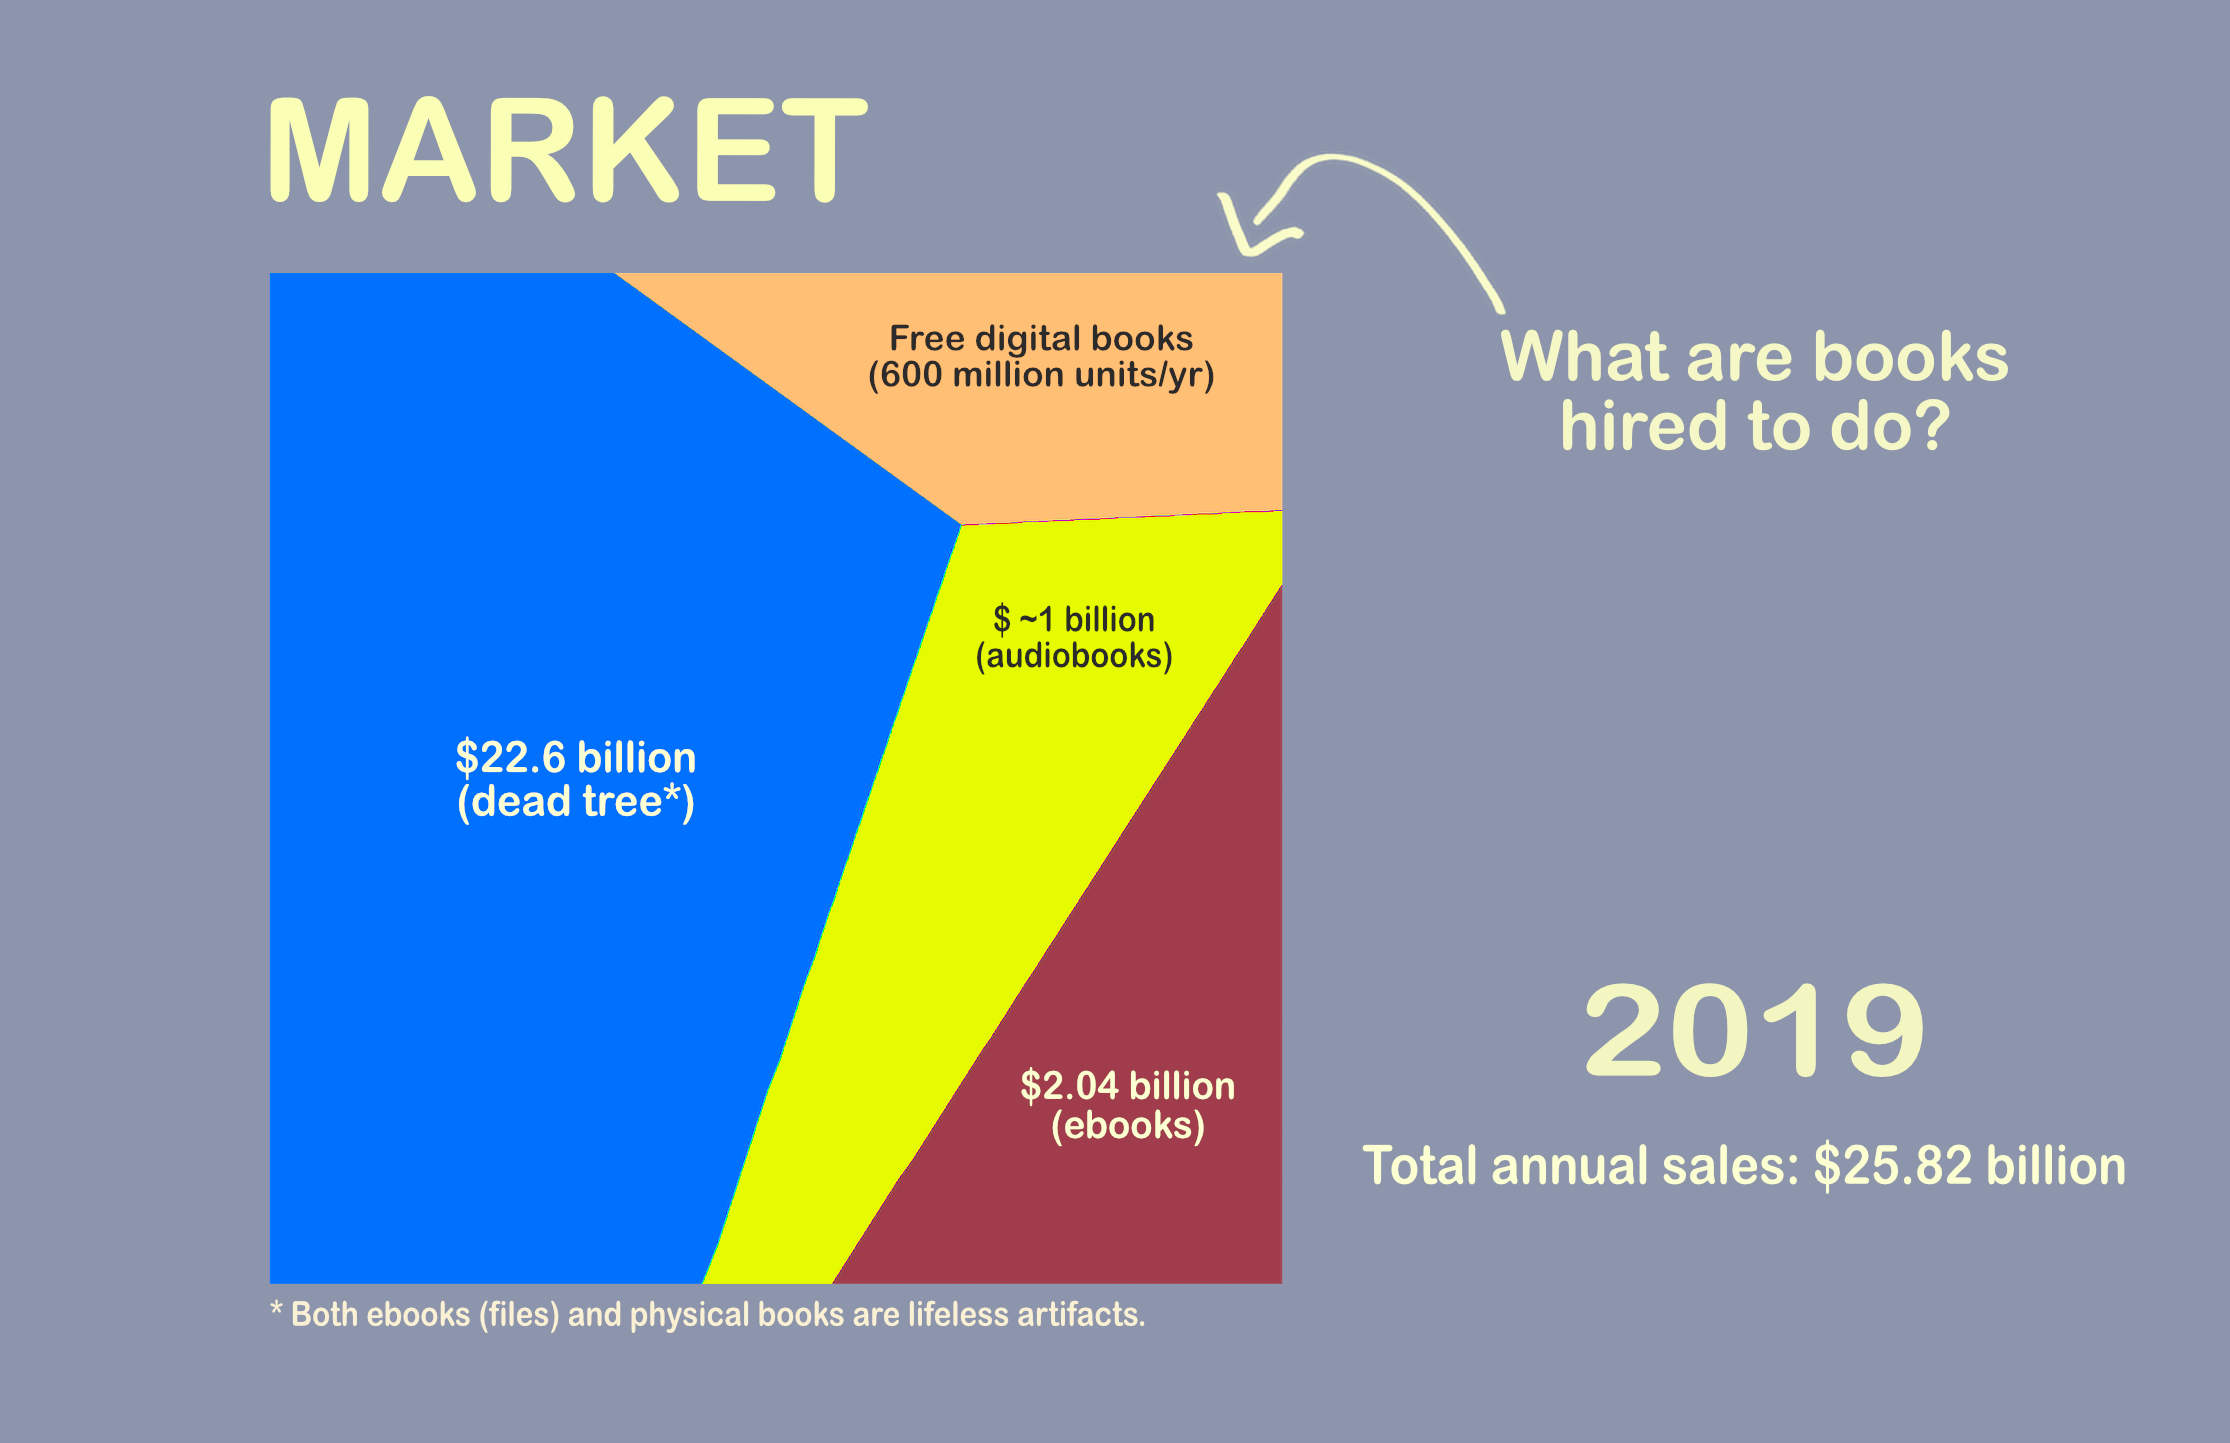 MARKET
What are books
hired to do?
Free digital books
(600 million units/yr)
$ ~1 billion
(audiobooks)
$22.6 billion
(dead tree*)
$2.04 billion
(ebooks)
2019
Total annual sales: $25.82 billion
* Both ebooks (files) and physical books are lifeless artifacts.